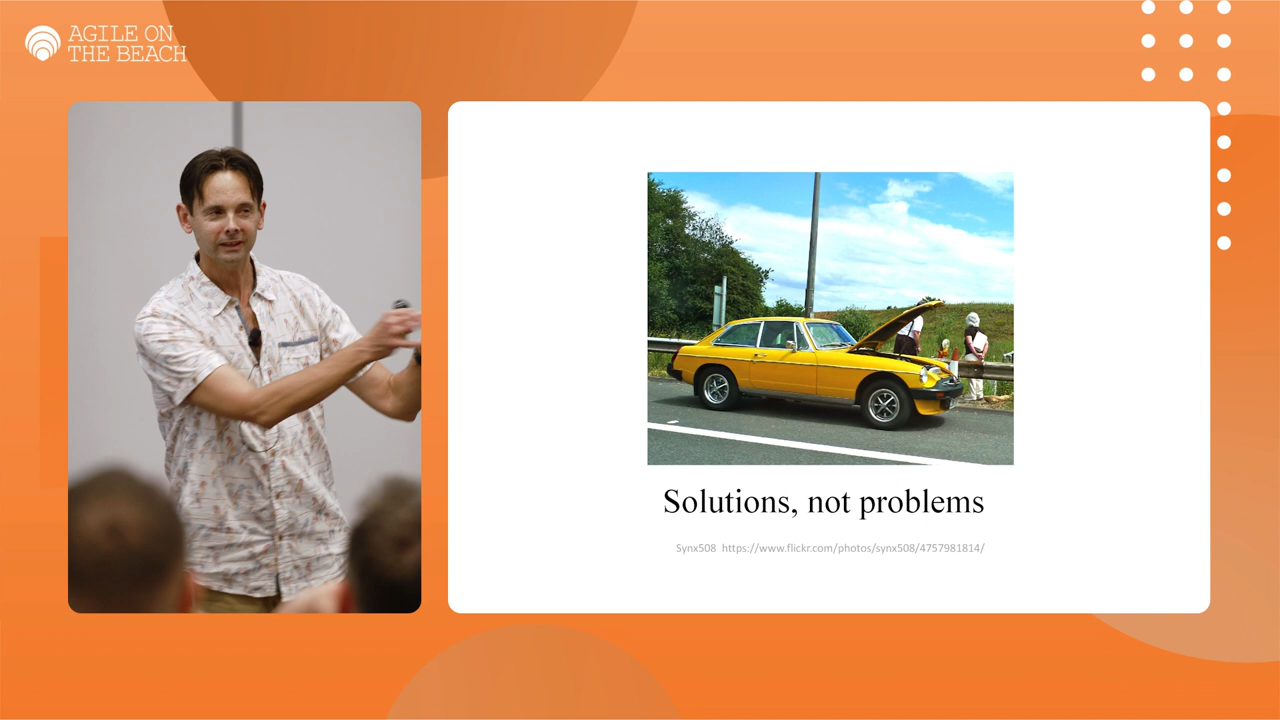 AGILE ON
THE BEACH
Solutions, not problems
Synx508 https://www.flickr.com/photos/synx508/4757981814/